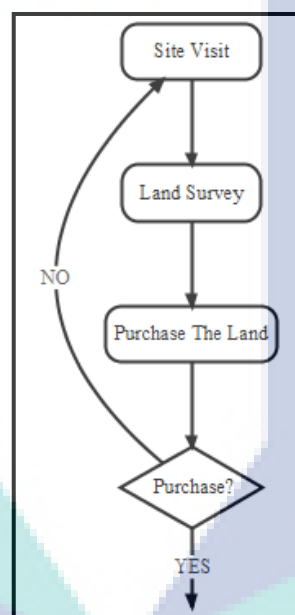 Site Visit
Land Survey
NO
Purchase The Land
Purchase?
YES